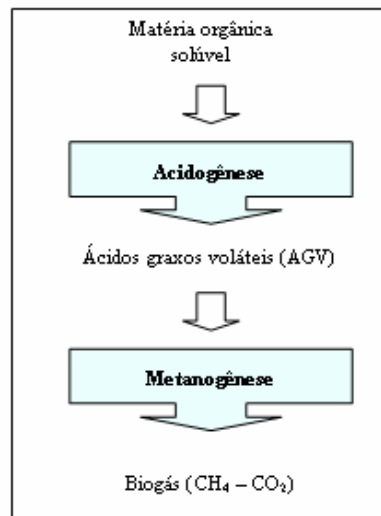 Matéria orgânica
solúvel
Acidogênese
Ácidos graxos voláteis (AGV)
Metanogênese
Biogás (CH₄ – CO₂)